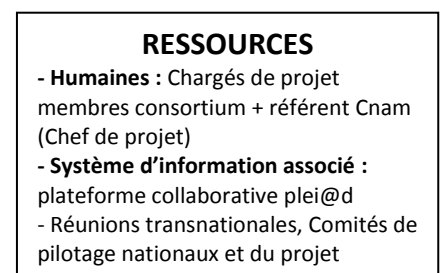 RESSOURCES
- Humaines : Chargés de projet
membres consortium + référent Cnam
(Chef de projet)
- Système d’information associé :
plateforme collaborative plei@d
- Réunions transnationales, Comités de
pilotage nationaux et du projet